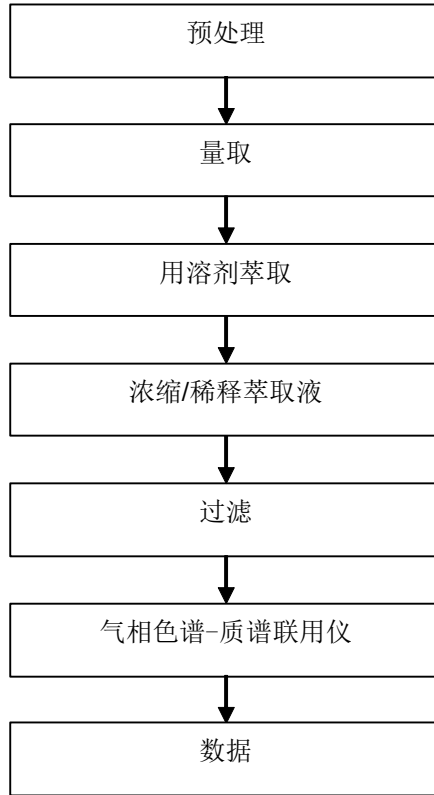 预处理
量取
用溶剂萃取
浓缩/稀释萃取液
过滤
气相色谱-质谱联用仪
数据